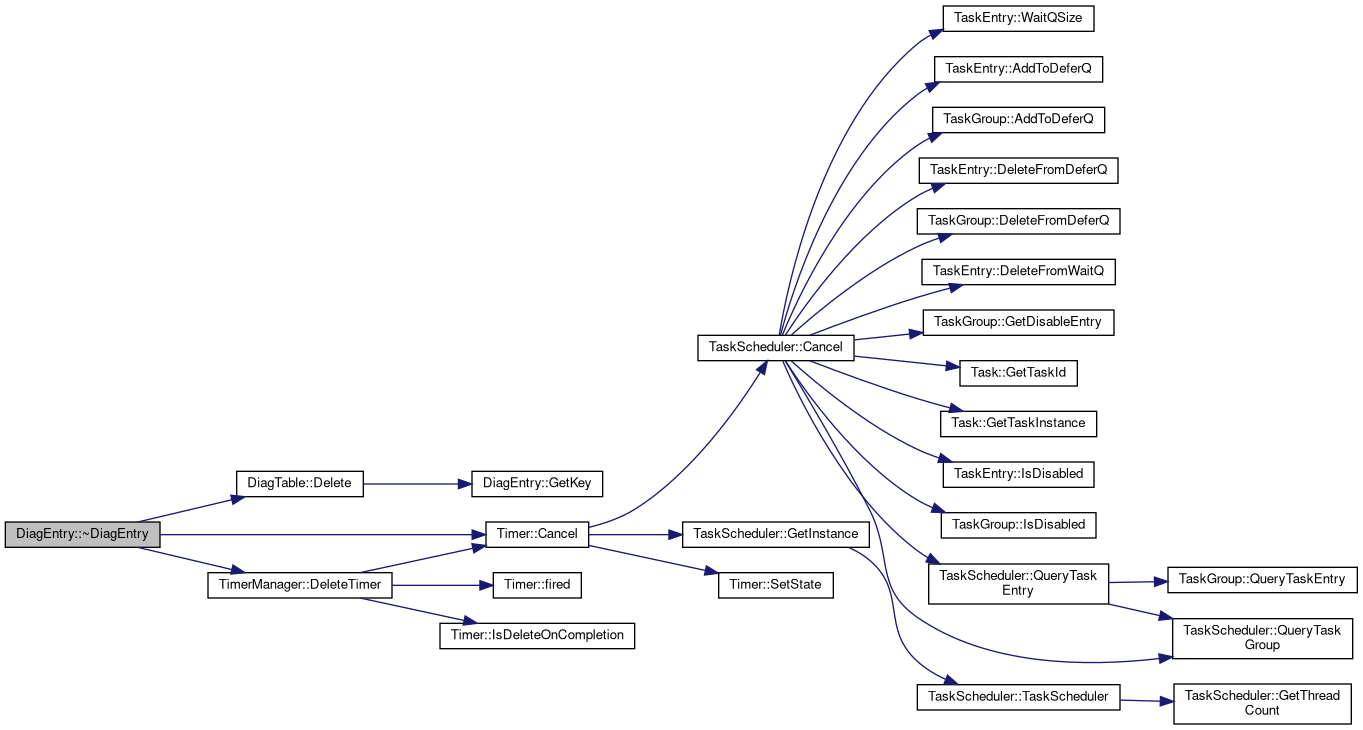 TaskEntry::WaitQSize
TaskEntry::AddToDeferQ
TaskGroup::AddToDeferQ
TaskEntry::DeleteFromDeferQ
TaskGroup::DeleteFromDeferQ
TaskEntry::DeleteFromWaitQ
TaskGroup::GetDisableEntry
TaskScheduler::Cancel
Task::GetTaskId
Task::GetTaskInstance
TaskEntry::IsDisabled
DiagTable::Delete
DiagEntry::GetKey
TaskGroup::IsDisabled
DiagEntry::~DiagEntry
Timer::Cancel
TaskScheduler::GetInstance
TimerManager::DeleteTimer
Timer::fired
Timer::SetState
TaskScheduler::QueryTask
Entry
TaskGroup::QueryTaskEntry
Timer::IsDeleteOnCompletion
TaskScheduler::QueryTask
Group
TaskScheduler::TaskScheduler
TaskScheduler::GetThread
Count